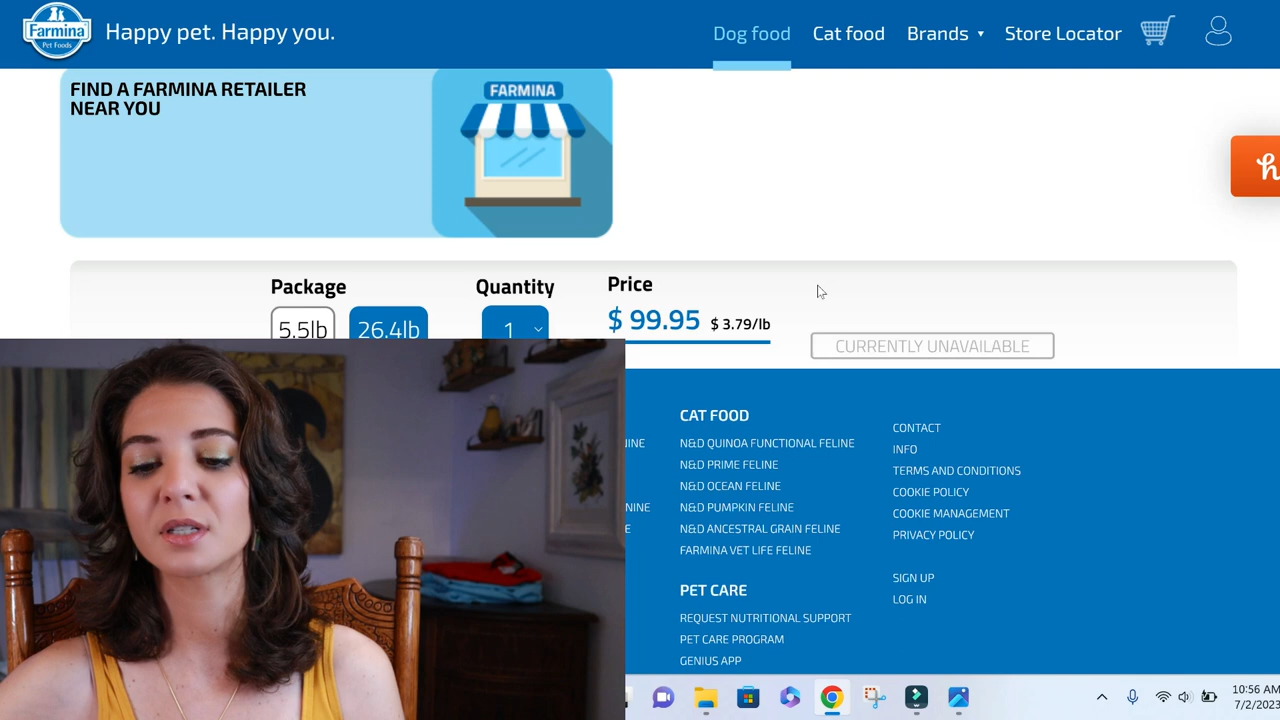 Farmina
Pet Foods
Happy pet. Happy you.
Dog food
Cat food
Brands
Store Locator
FIND A FARMINA RETAILER
NEAR YOU
FARMINA
h
Package
Quantity
Price
5.5lb
26.4lb
1
$ 99.95
$ 3.79/lb
CURRENTLY UNAVAILABLE
CAT FOOD
N&D QUINOA FUNCTIONAL FELINE
N&D PRIME FELINE
N&D OCEAN FELINE
N&D PUMPKIN FELINE
N&D ANCESTRAL GRAIN FELINE
FARMINA VET LIFE FELINE
PET CARE
REQUEST NUTRITIONAL SUPPORT
PET CARE PROGRAM
GENIUS APP
CONTACT
INFO
TERMS AND CONDITIONS
COOKIE POLICY
COOKIE MANAGEMENT
PRIVACY POLICY
SIGN UP
LOG IN
10:56 AM